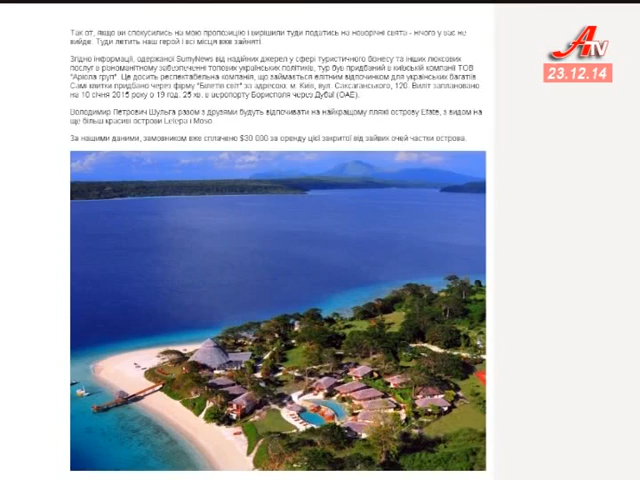 Так от, якщо ви спокусились на мою пропозицію і вирішили туди податись на новорічні свята - нічого у вас не
вийде. Туди летить наш герой і всі місця вже зайняті.
Згідно інформації, одержаної SumyNews від надійних джерел у сфері туристичного бізнесу та інших люксових
послуг в різноманітному забезпеченні топових українських політиків, тур був придбаний в київській компанії ТОВ
"Аріола груп". Це досить респектабельна компанія, що займається елітним відпочинком для українських багатіїв.
Самі квитки придбано через фірму "Білетів світ" за адресою: м. Київ, вул. Саксаганського, 120. Виліт заплановано
на 10 січня 2015 року о 19 год. 25 хв. в аеропорту Борисполя через Дубаї (ОАЕ).
Володимир Петрович Шульга разом з друзями будуть відпочивати на найкращому пляжі острову Efate, з видом на
ще більш красиві острови Lelepa і Moso.
За нашими даними, замовником вже сплачено $30 000 за оренду цієї закритої від зайвих очей частки острова.
ATV
23.12.14